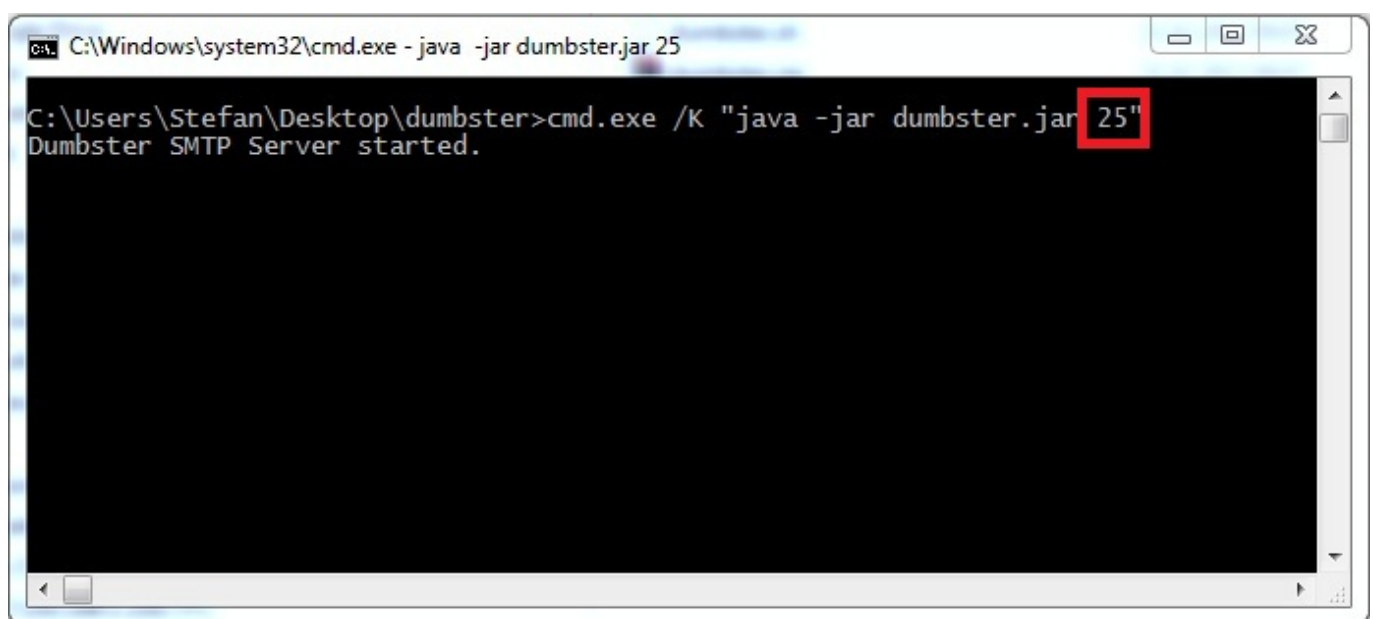 C:\Windows\system32\cmd.exe - java  -jar dumbster.jar 25
C:\Users\Stefan\Desktop\dumbster>cmd.exe /K "java -jar dumbster.jar 25"
Dumbster SMTP Server started.